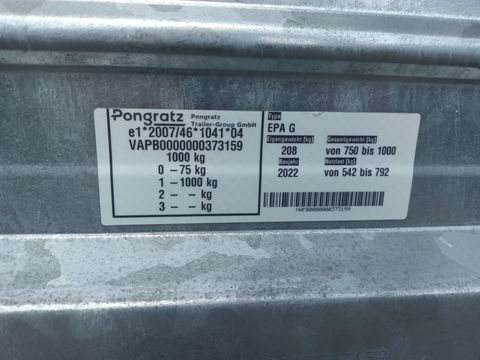 Pongratz Pongratz
Trailer-Group GmbH
e1*2007/46*1041*04
VAPB0000000373159
1000 kg
0 – 75 kg
1 – 1000 kg
2 – – kg
3 – – kg
Type
EPA G
Eigengewicht [kg] Gesamtgewicht [kg]
208 von 750 bis 1000
Baujahr Nutzlast [kg]
2022 von 542 bis 792
VAPB0000000373159